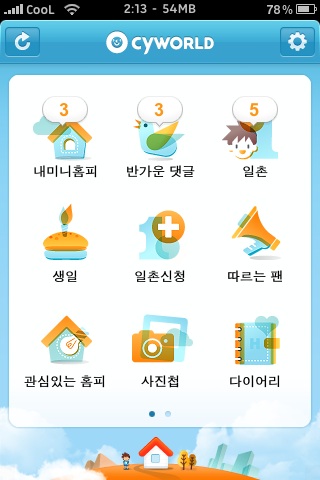 CooL 2:13 - 54MB 78%
CYWORLD
3 3 5
내미니홈피 반가운 댓글 일촌
생일 일촌신청 따르는 팬
관심있는 홈피 사진첩 다이어리